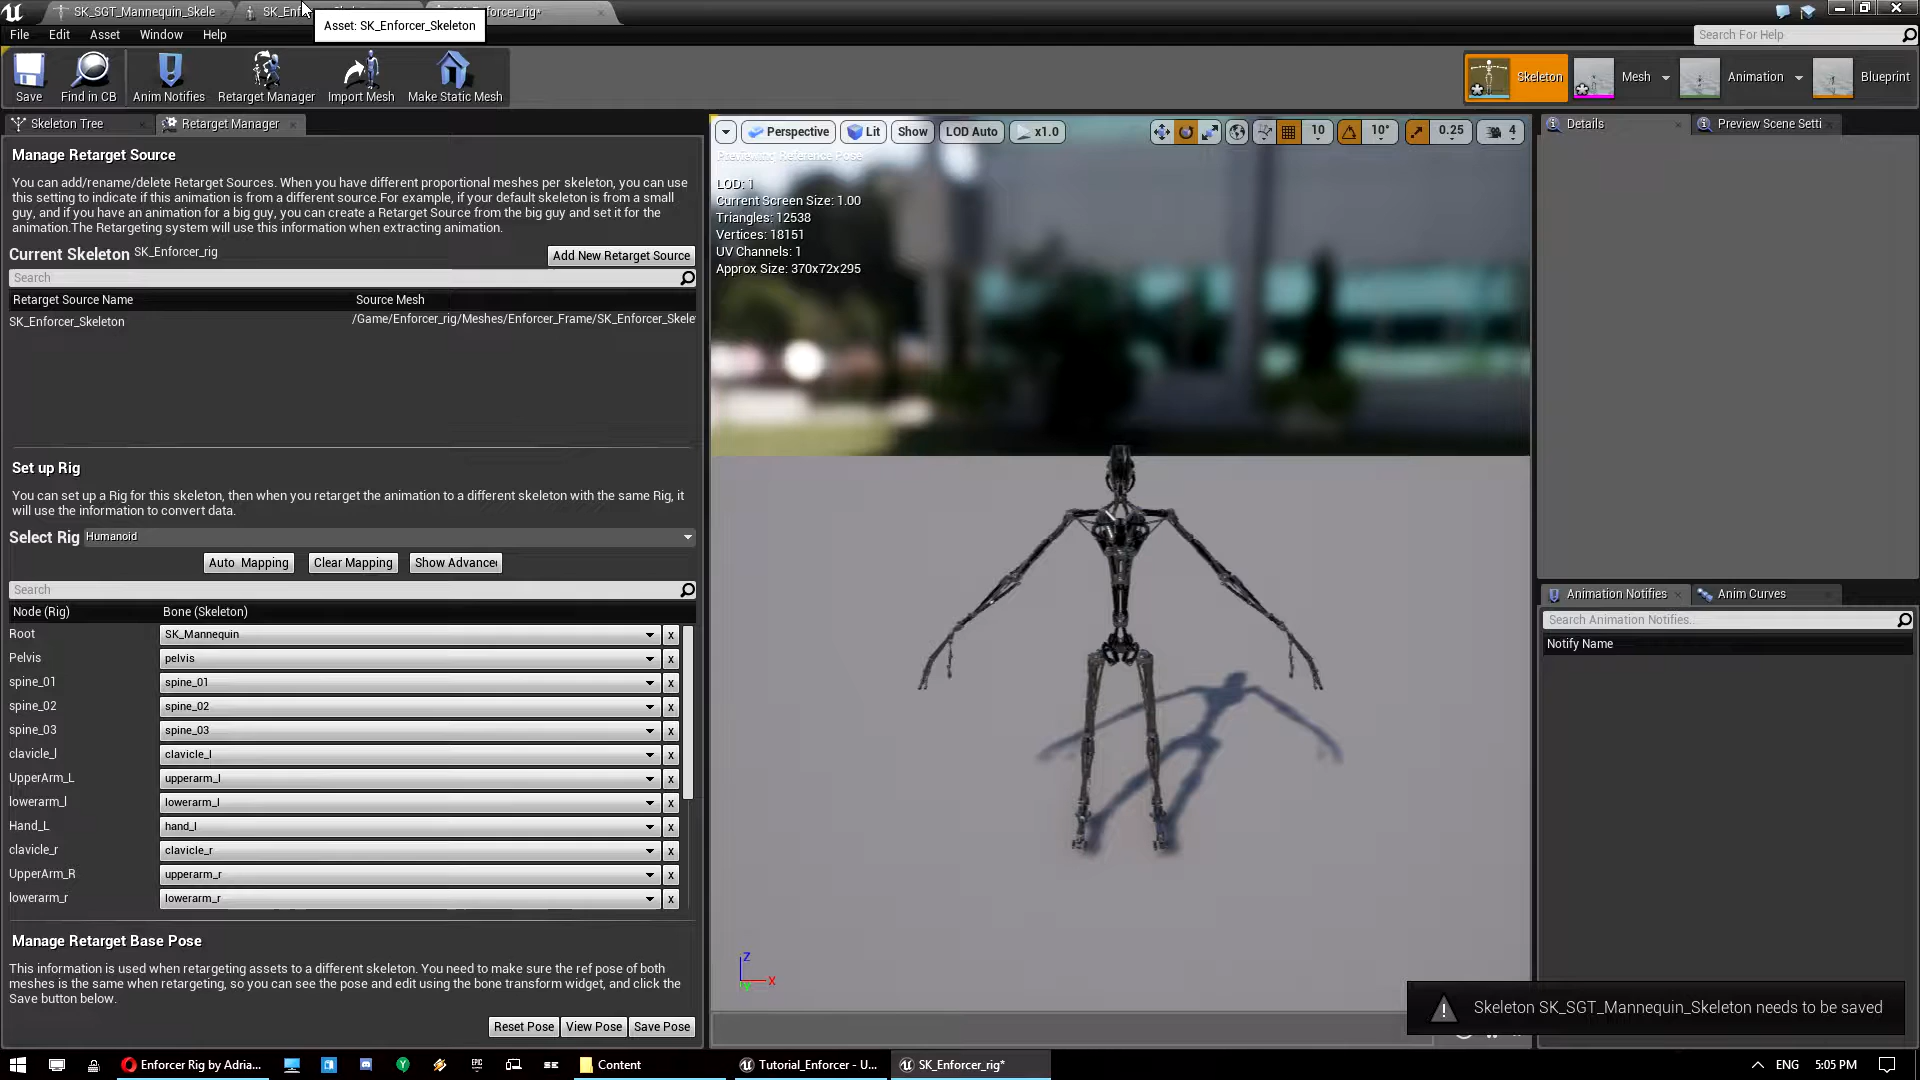 SK_SGT_Mannequin_Skele
SK_Enf
forcer_rig*
Asset: SK_Enforcer_Skeleton
File Edit Asset Window Help
Search For Help
Save
Find in CB
Anim Notifies
Retarget Manager
Import Mesh
Make Static Mesh
Skeleton
Mesh
Animation
Blueprint
Skeleton Tree
Retarget Manager
Manage Retarget Source
You can add/rename/delete Retarget Sources. When you have different proportional meshes per skeleton, you can use
this setting to indicate if this animation is from a different source.For example, if your default skeleton is from a small
guy, and if you have an animation for a big guy, you can create a Retarget Source from the big guy and set it for the
animation.The Retargeting system will use this information when extracting animation.
Current Skeleton SK_Enforcer_rig
Add New Retarget Source
Search
Retarget Source Name Source Mesh
SK_Enforcer_Skeleton /Game/Enforcer_rig/Meshes/Enforcer_Frame/SK_Enforcer_Skele
Set up Rig
You can set up a Rig for this skeleton, then when you retarget the animation to a different skeleton with the same Rig, it
will use the information to convert data.
Select Rig Humanoid
Auto Mapping Clear Mapping Show Advanced
Search
Node (Rig) Bone (Skeleton)
Root SK_Mannequin x
Pelvis pelvis x
spine_01 spine_01 x
spine_02 spine_02 x
spine_03 spine_03 x
clavicle_l clavicle_l x
UpperArm_L upperarm_l x
lowerarm_l lowerarm_l x
Hand_L hand_l x
clavicle_r clavicle_r x
UpperArm_R upperarm_r x
lowerarm_r lowerarm_r x
Manage Retarget Base Pose
This information is used when retargeting assets to a different skeleton. You need to make sure the ref pose of both
meshes is the same when retargeting, so you can see the pose and edit using the bone transform widget, and click the
Save button below.
Reset Pose View Pose Save Pose
Perspective Lit Show LOD Auto x1.0
10 10° 0.25 4
Previewing Reference Pose
LOD: 1
Current Screen Size: 1.00
Triangles: 12538
Vertices: 18151
UV Channels: 1
Approx Size: 370x72x295
Z
X
Y
Details
Preview Scene Setti
Animation Notifies
Anim Curves
Search Animation Notifies..
Notify Name
Skeleton SK_SGT_Mannequin_Skeleton needs to be saved
Enforcer Rig by Adria...
EPIC
Content
Tutorial_Enforcer - U...
SK_Enforcer_rig*
ENG
5:05 PM